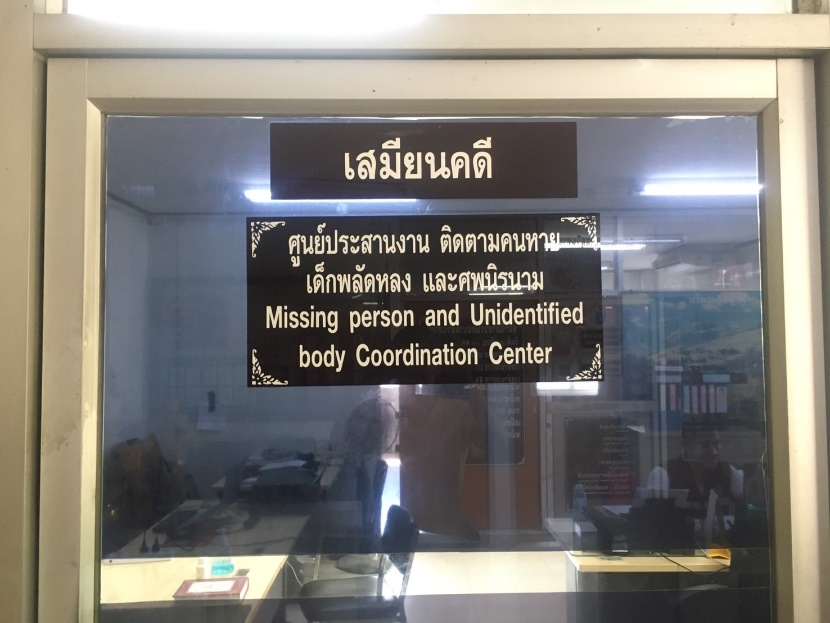 เสมียนคดี
ศูนย์ประสานงาน ติดตามคนหาย
เด็กพลัดหลง และศพนิรนาม
Missing person and Unidentified
body Coordination Center